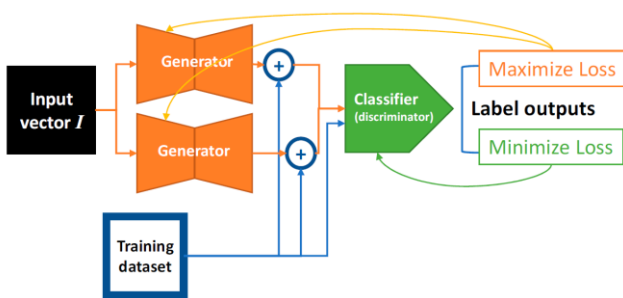 Input
vector I
Generator
+
Generator
+
Training
dataset
Classifier
(discriminator)
Maximize Loss
Label outputs
Minimize Loss